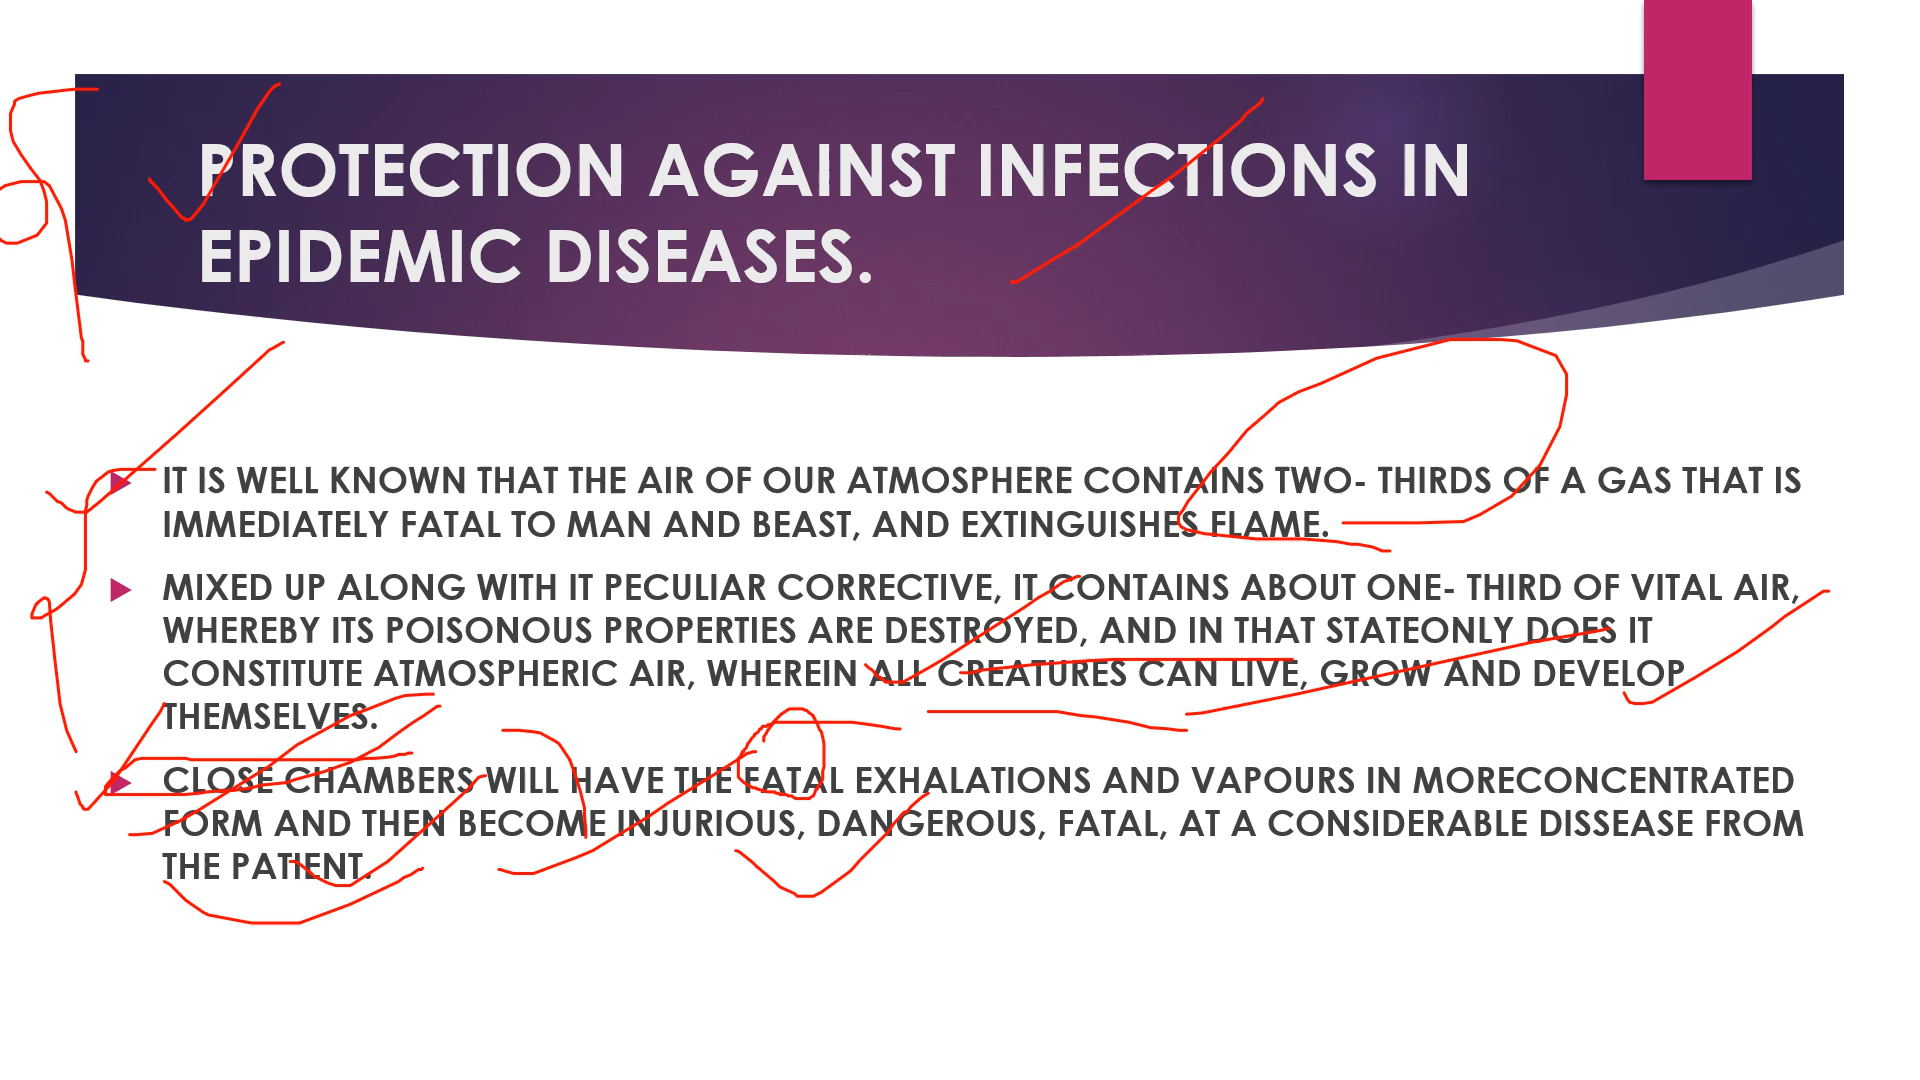 PROTECTION AGAINST INFECTIONS IN
EPIDEMIC DISEASES.
IT IS WELL KNOWN THAT THE AIR OF OUR ATMOSPHERE CONTAINS TWO- THIRDS OF A GAS THAT IS
IMMEDIATELY FATAL TO MAN AND BEAST, AND EXTINGUISHES FLAME.
MIXED UP ALONG WITH IT PECULIAR CORRECTIVE, IT CONTAINS ABOUT ONE- THIRD OF VITAL AIR,
WHEREBY ITS POISONOUS PROPERTIES ARE DESTROYED, AND IN THAT STATEONLY DOES IT
CONSTITUTE ATMOSPHERIC AIR, WHEREIN ALL CREATURES CAN LIVE, GROW AND DEVELOP
THEMSELVES.
CLOSE CHAMBERS WILL HAVE THE FATAL EXHALATIONS AND VAPOURS IN MORECONCENTRATED
FORM AND THEN BECOME INJURIOUS, DANGEROUS, FATAL, AT A CONSIDERABLE DISSEASE FROM
THE PATIENT.